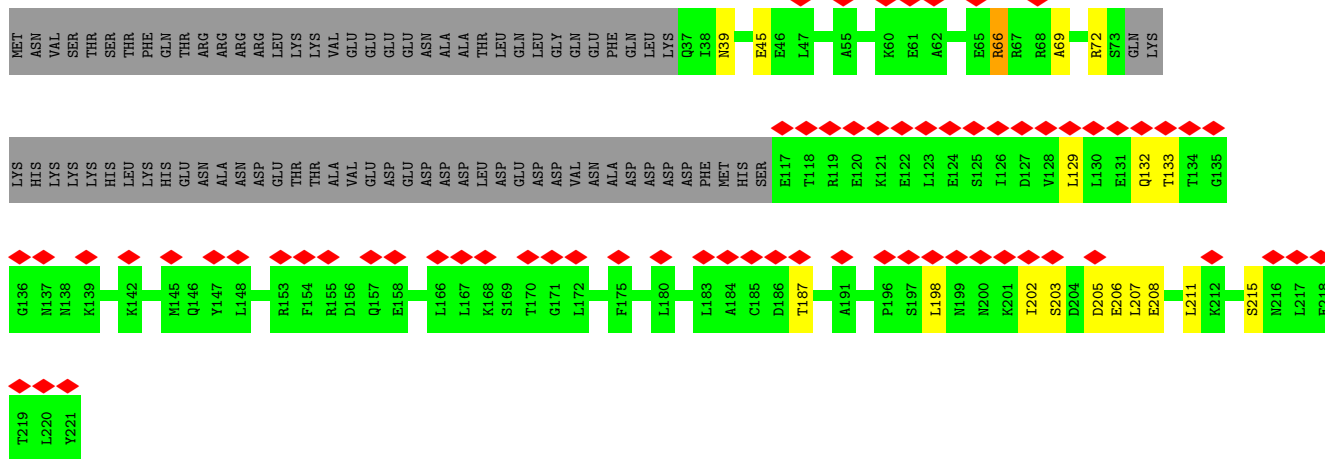 MET ASN VAL SER THR SER THR PHE GLN THR ARG ARG ARG ARG LEU LYS LYS VAL GLU GLU GLU GLU ASN ALA ALA THR LEU GLN LEU GLY GLN GLU PHE GLN LEU LYS Q37 I38 N39 E45 E46 L47 A55 K60 E61 A62 E65 R66 R67 R68 A69 R72 S73 GLN LYS
LYS HIS LYS LYS LYS HIS LEU LYS HIS GLU ASN ALA ASN ASP GLU THR THR ALA VAL GLU ASP GLU ASP ASP ASP LEU ASP GLU ASP ASP VAL ASN ALA ASP ASP ASP ASP PHE MET HIS SER E117 T118 R119 E120 K121 E122 L123 E124 S125 I126 D127 V128 L129 L130 E131 Q132 T133 T134 G135
G136 N137 N138 K139 K142 M145 Q146 Y147 L148 R153 F154 R155 D156 Q157 E158 L166 L167 K168 S169 T170 G171 L172 F175 L180 L183 A184 C185 D186 T187 A191 P196 S197 L198 N199 N200 K201 I202 S203 D204 D205 E206 L207 E208 L211 K212 S215 N216 L217 E218
T219 L220 Y221